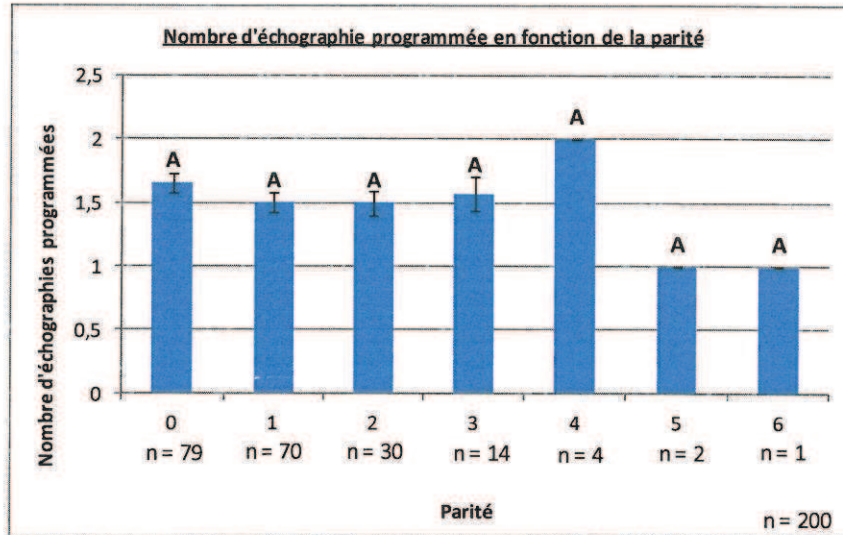 Nombre d'échographie programmée en fonction de la parité
Nombre d'échographies programmées
2,5
2
1,5
1
0,5
0
A
A
A
A
A
A
A
0 1 2 3 4 5 6
n = 79 n = 70 n = 30 n = 14 n = 4 n = 2 n = 1
Parité
n = 200